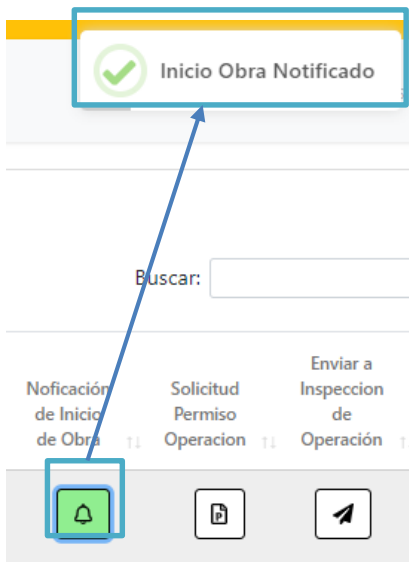 Inicio Obra Notificado
Buscar:
Noficación
de Inicio
de Obra
Solicitud
Permiso
Operacion
Enviar a
Inspeccion
de
Operación
P